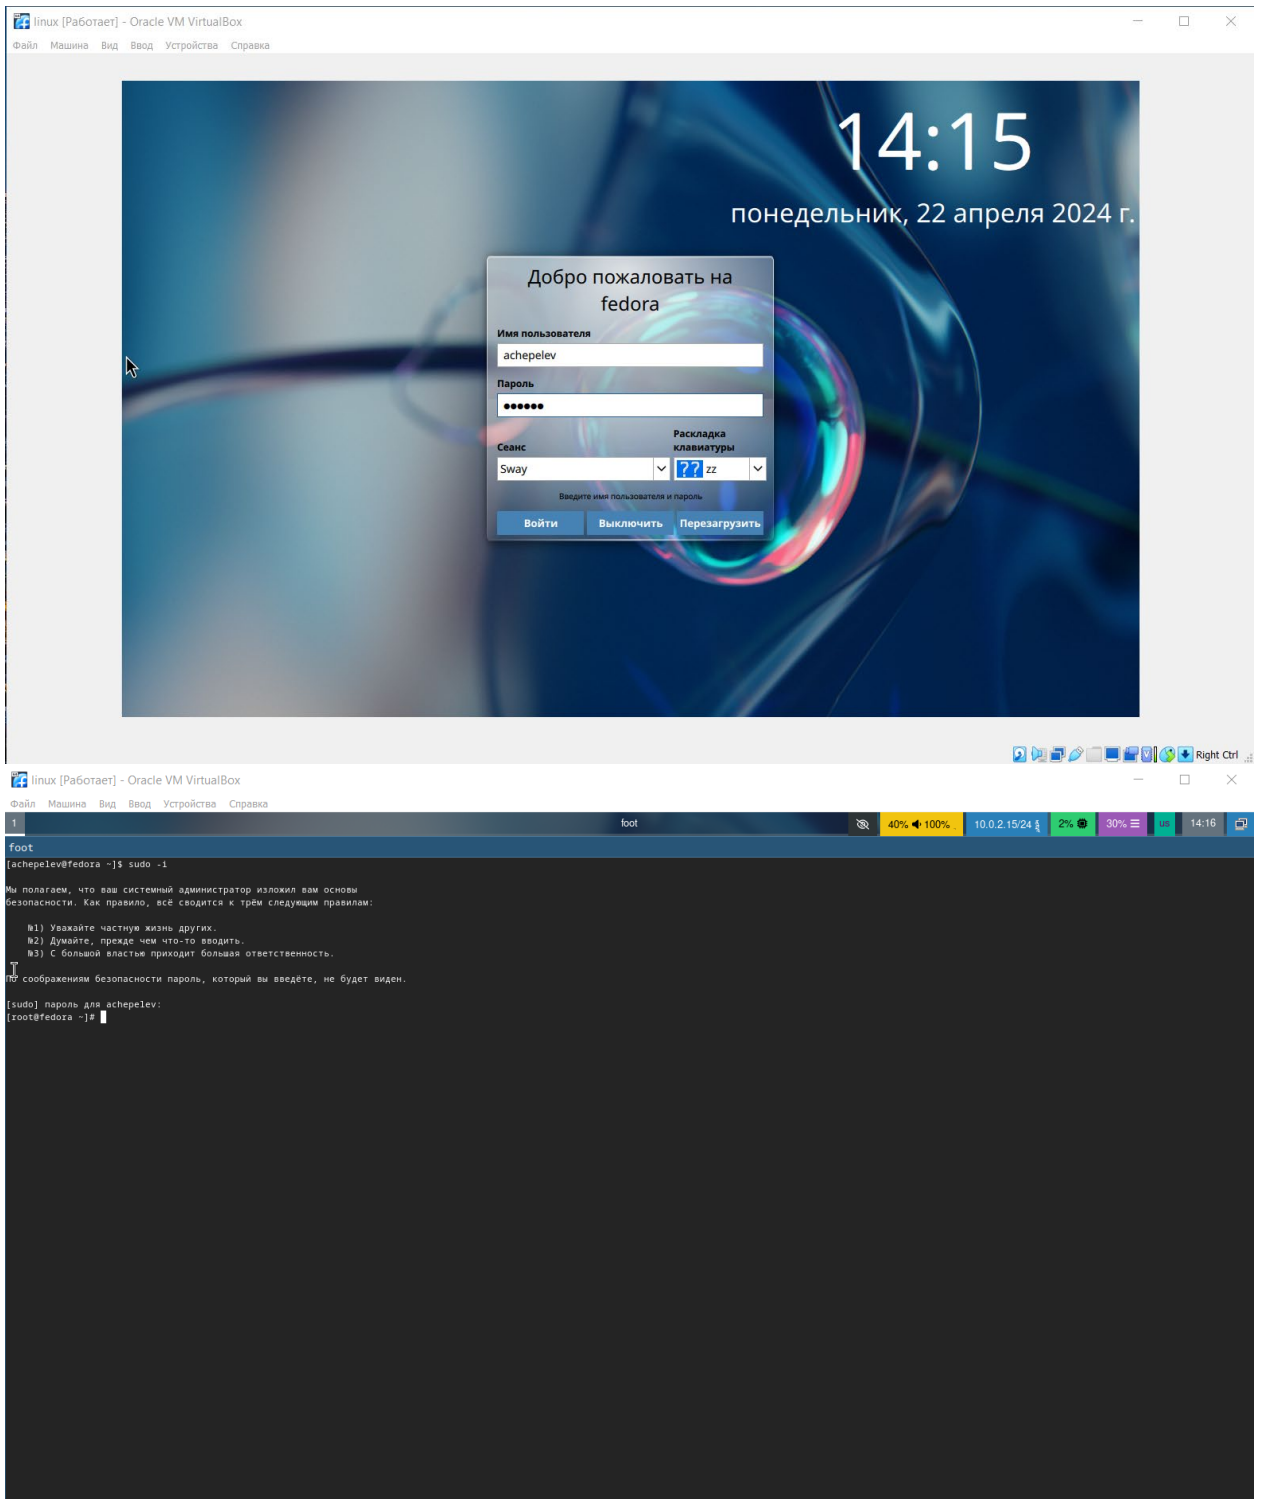 linux [Работает] - Oracle VM VirtualBox
Файл Машина Вид Ввод Устройства Справка
14:15
понедельник, 22 апреля 2024 г.
Добро пожаловать на
fedora
Имя пользователя
achepelev
Пароль
••••••
Раскладка
Сеанс клавиатуры
Sway ?? zz
Введите имя пользователя и пароль
Войти Выключить Перезагрузить
Right Ctrl
linux [Работает] - Oracle VM VirtualBox
Файл Машина Вид Ввод Устройства Справка
1 foot 40% 100% 10.0.2.15/24 2% 30% us 14:16
foot
[achepelev@fedora ~]$ sudo -i
Мы полагаем, что ваш системный администратор изложил вам основы
безопасности. Как правило, всё сводится к трём следующим правилам:
№1) Уважайте частную жизнь других.
№2) Думайте, прежде чем что-то вводить.
№3) С большой властью приходит большая ответственность.
По соображениям безопасности пароль, который вы введёте, не будет виден.
[sudo] пароль для achepelev:
[root@fedora ~]#